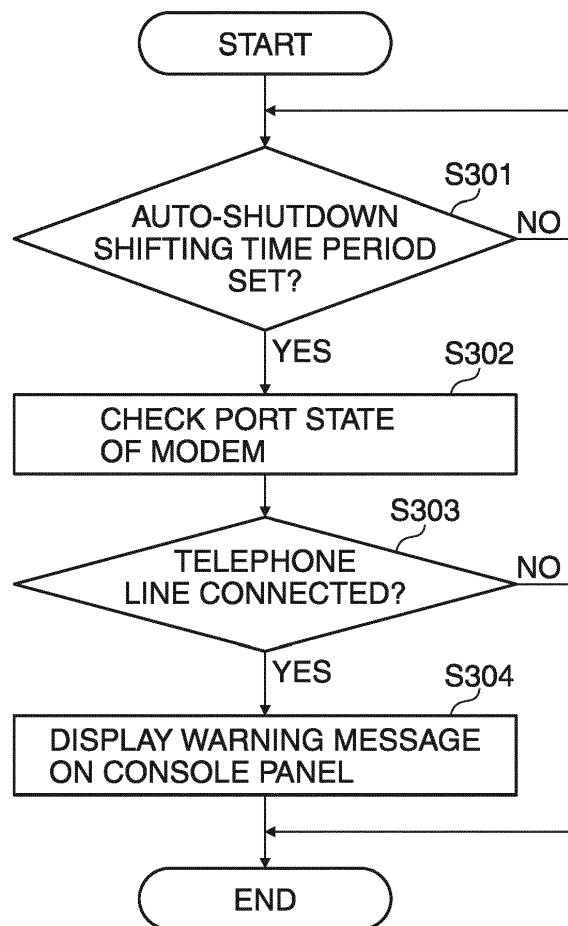 START
S301
AUTO-SHUTDOWN
SHIFTING TIME PERIOD
SET?
NO
YES
S302
CHECK PORT STATE
OF MODEM
S303
TELEPHONE
LINE CONNECTED?
NO
YES
S304
DISPLAY WARNING MESSAGE
ON CONSOLE PANEL
END